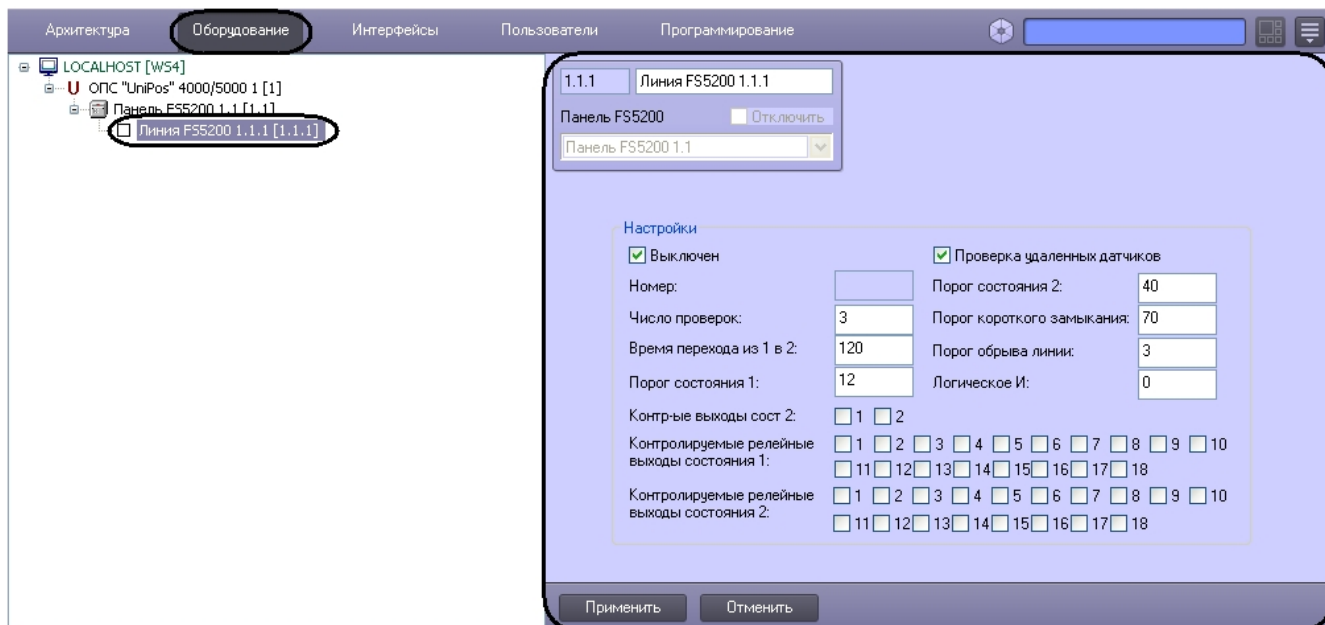 Архитектура Оборудование Интерфейсы Пользователи Программирование
LOCALHOST [WS4]
ОПС "UniPos" 4000/5000 1 [1]
Панель FS5200 1.1 [1.1]
Линия FS5200 1.1.1 [1.1.1]
1.1.1 Линия FS5200 1.1.1
Панель FS5200 Отключить
Панель FS5200 1.1
Настройки
Выключен Проверка удаленных датчиков
Номер: Порог состояния 2: 40
Число проверок: 3 Порог короткого замыкания: 70
Время перехода из 1 в 2: 120 Порог обрыва линии: 3
Порог состояния 1: 12 Логическое И: 0
Контр-ые выходы сост 2: 1 2
Контролируемые релейные выходы состояния 1: 1 2 3 4 5 6 7 8 9 10
11 12 13 14 15 16 17 18
Контролируемые релейные выходы состояния 2: 1 2 3 4 5 6 7 8 9 10
11 12 13 14 15 16 17 18
Применить Отменить